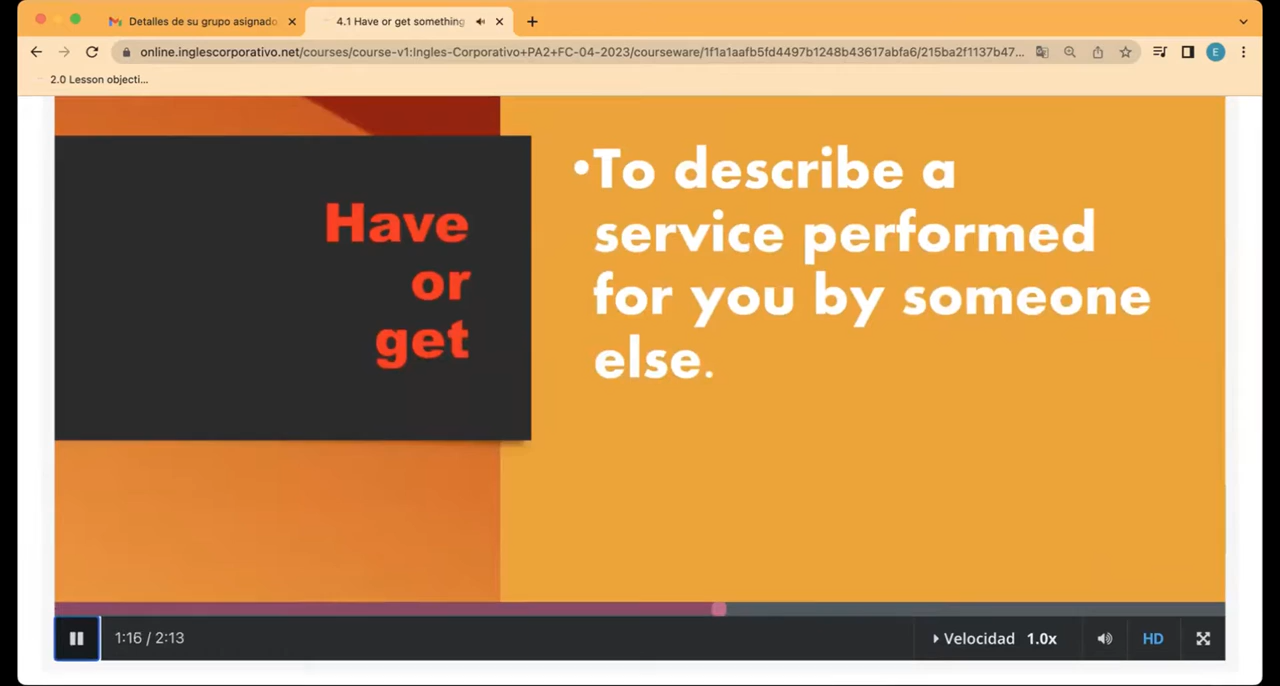 Detalles de su grupo asignado
4.1 Have or get something
online.inglescorporativo.net/courses/course-v1:Ingles-Corporativo+PA2+FC-04-2023/courseware/1f1a1aafb5fd4497b1248b43617abfa6/215ba2f1137b47...
E
2.0 Lesson objecti...
Have
or
get
•To describe a
service performed
for you by someone
else.
1:16 / 2:13
Velocidad 1.0x
HD